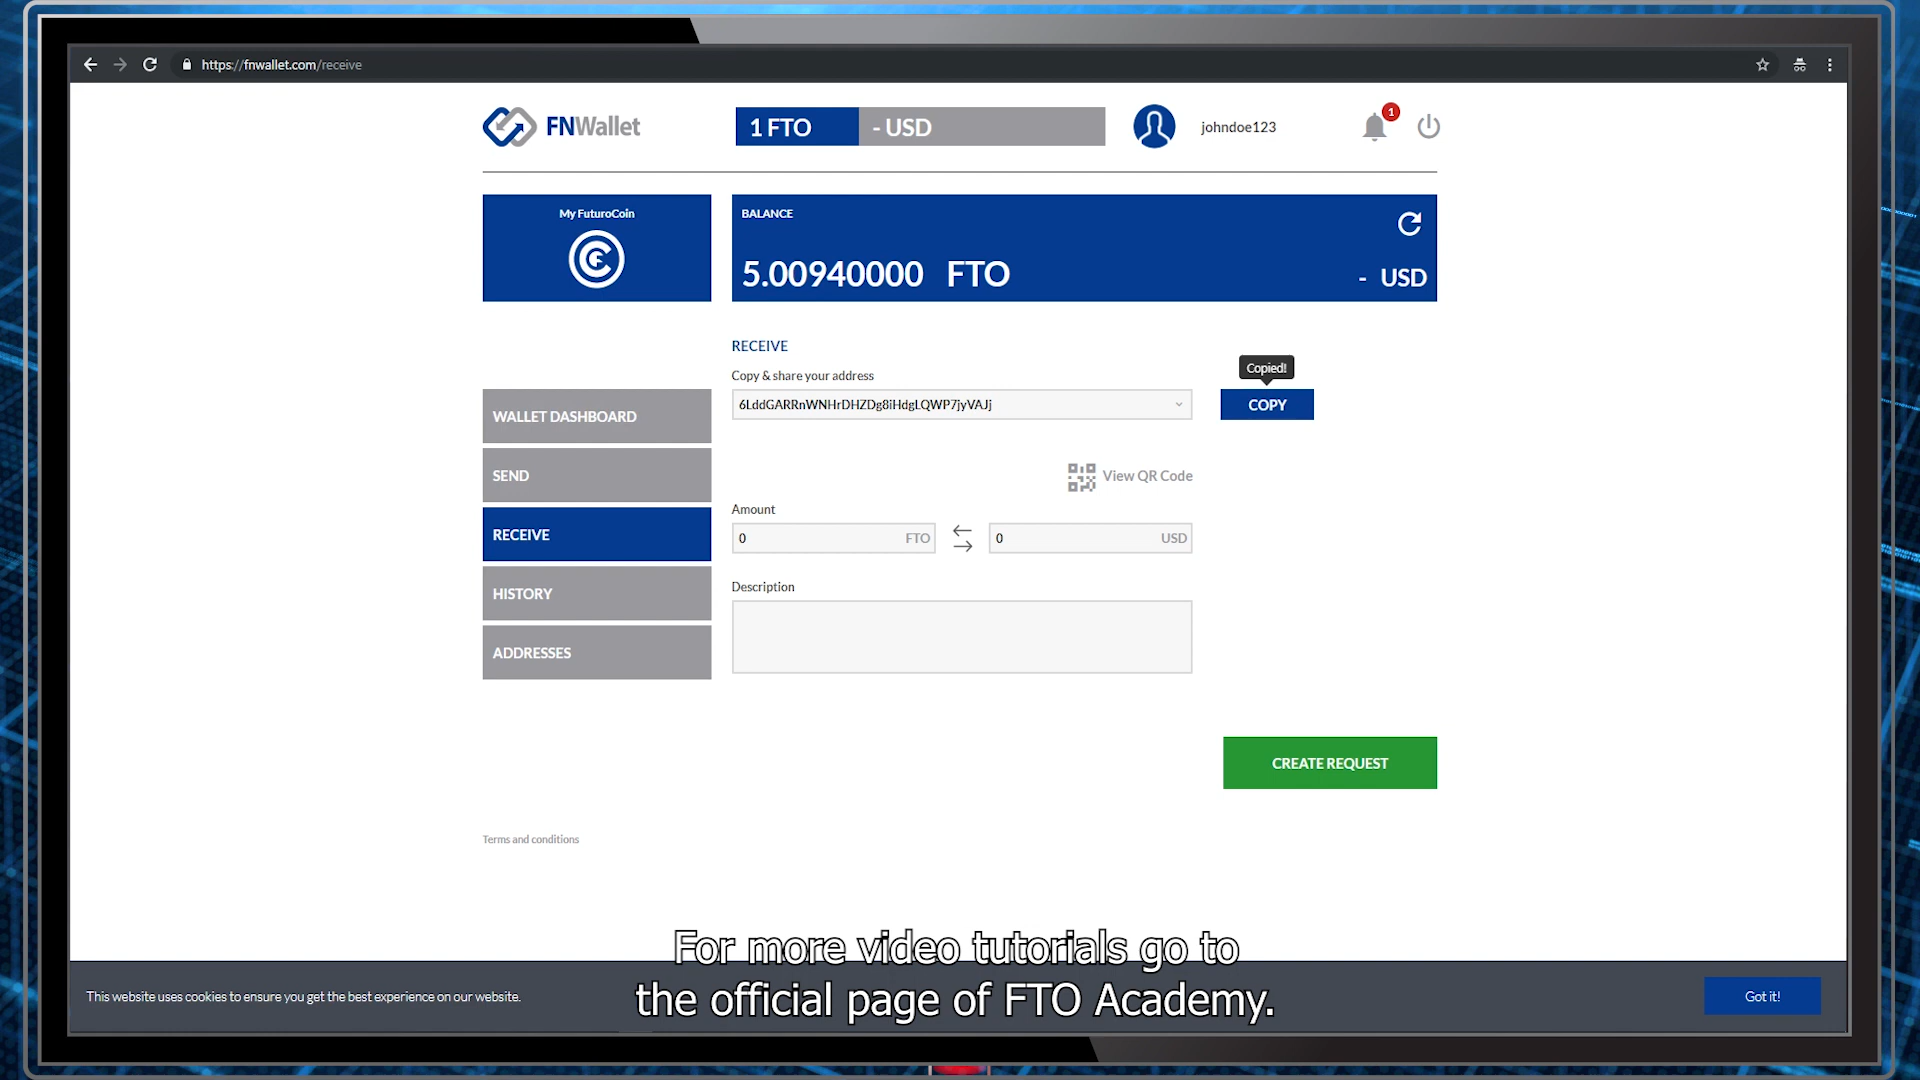 https://fnwallet.com/receive
FNWallet
1 FTO
- USD
johndoe123
1
My FuturoCoin
BALANCE
5.00940000 FTO
- USD
RECEIVE
Copy & share your address
Copied!
6LddGARRnWNHrDHZDg8iHdgLQWP7jyVAJj
COPY
WALLET DASHBOARD
SEND
View QR Code
Amount
RECEIVE
0 FTO
0 USD
Description
HISTORY
ADDRESSES
CREATE REQUEST
Terms and conditions
For more video tutorials go to
the official page of FTO Academy.
This website uses cookies to ensure you get the best experience on our website.
Got it!